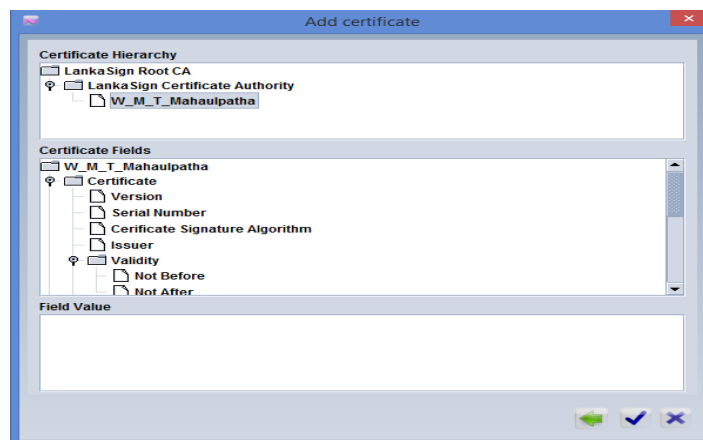 Add certificate
Certificate Hierarchy
LankaSign Root CA
LankaSign Certificate Authority
W_M_T_Mahaulpatha
Certificate Fields
W_M_T_Mahaulpatha
Certificate
Version
Serial Number
Cerificate Signature Algorithm
Issuer
Validity
Not Before
Not After
Field Value